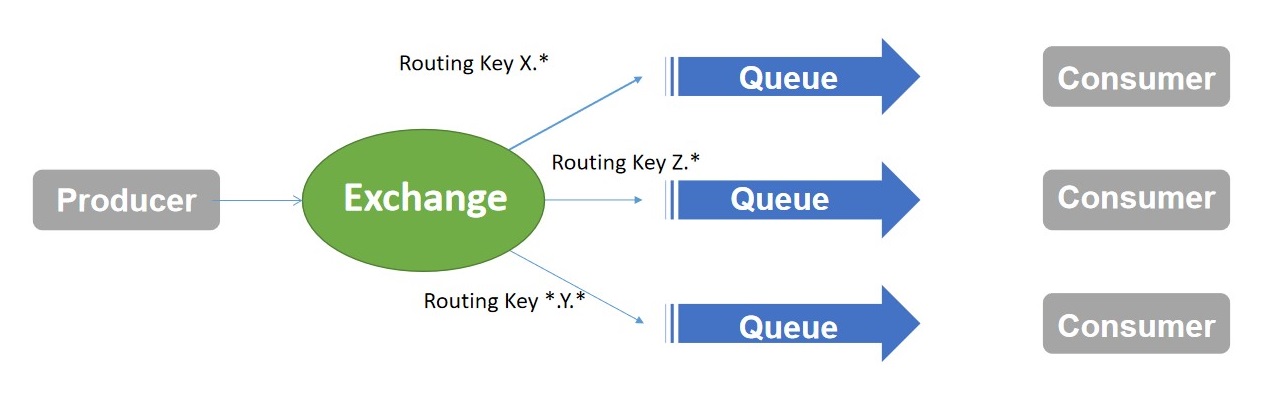 Routing Key X.*
Queue
Consumer
Routing Key Z.*
Producer
Exchange
Queue
Consumer
Routing Key *.Y.*
Queue
Consumer